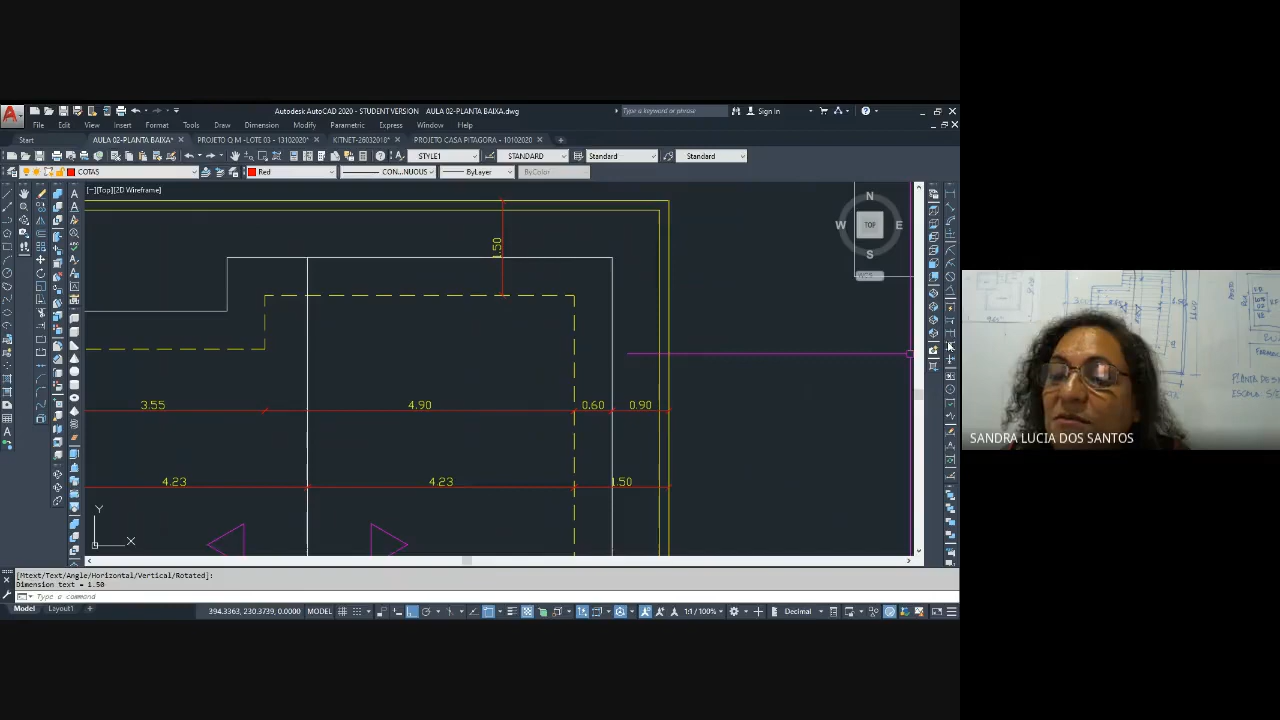 Autodesk AutoCAD 2020 - STUDENT VERSION AULA 02-PLANTA BAIXA.dwg
Type a keyword or phrase
Sign In
File Edit View Insert Format Tools Draw Dimension Modify Parametric Express Window Help
Start AULA 02-PLANTA BAIXA* PROJETO Q M -LOTE 03 - 13102020* KITNET-26032018* PROJETO CASA PITAGORA - 10102020
STYLE1 STANDARD Standard Standard
COTAS Red CON...NUOUS ByLayer ByColor
[−][Top][2D Wireframe]
N
W TOP E
S
WCS
1.50
3.55 4.90 0.60 0.90
4.23 4.23 1.50
Y
X
[Mtext/Text/Angle/Horizontal/Vertical/Rotated]:
Dimension text = 1.50
Type a command
Model Layout1
394.3363, 230.3739, 0.0000 MODEL 1:1 / 100% Decimal
SANDRA LUCIA DOS SANTOS